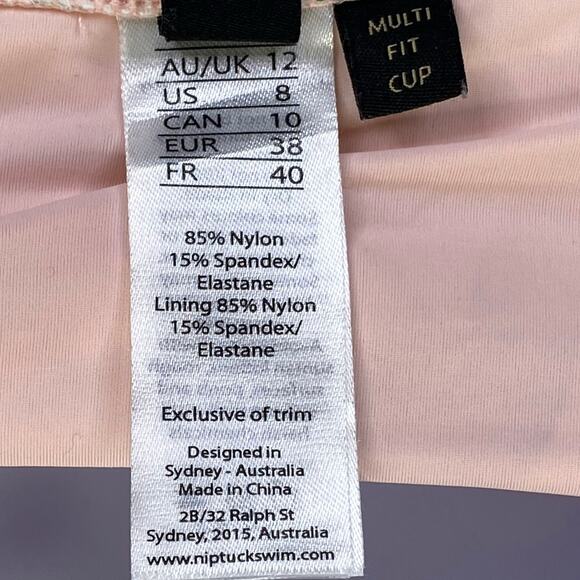 MULTI
FIT
CUP
AU/UK 12
US 8
CAN 10
EUR 38
FR 40
85% Nylon
15% Spandex/
Elastane
Lining 85% Nylon
15% Spandex/
Elastane
Exclusive of trim
Designed in
Sydney - Australia
Made in China
2B/32 Ralph St
Sydney, 2015, Australia
www.niptuckswim.com